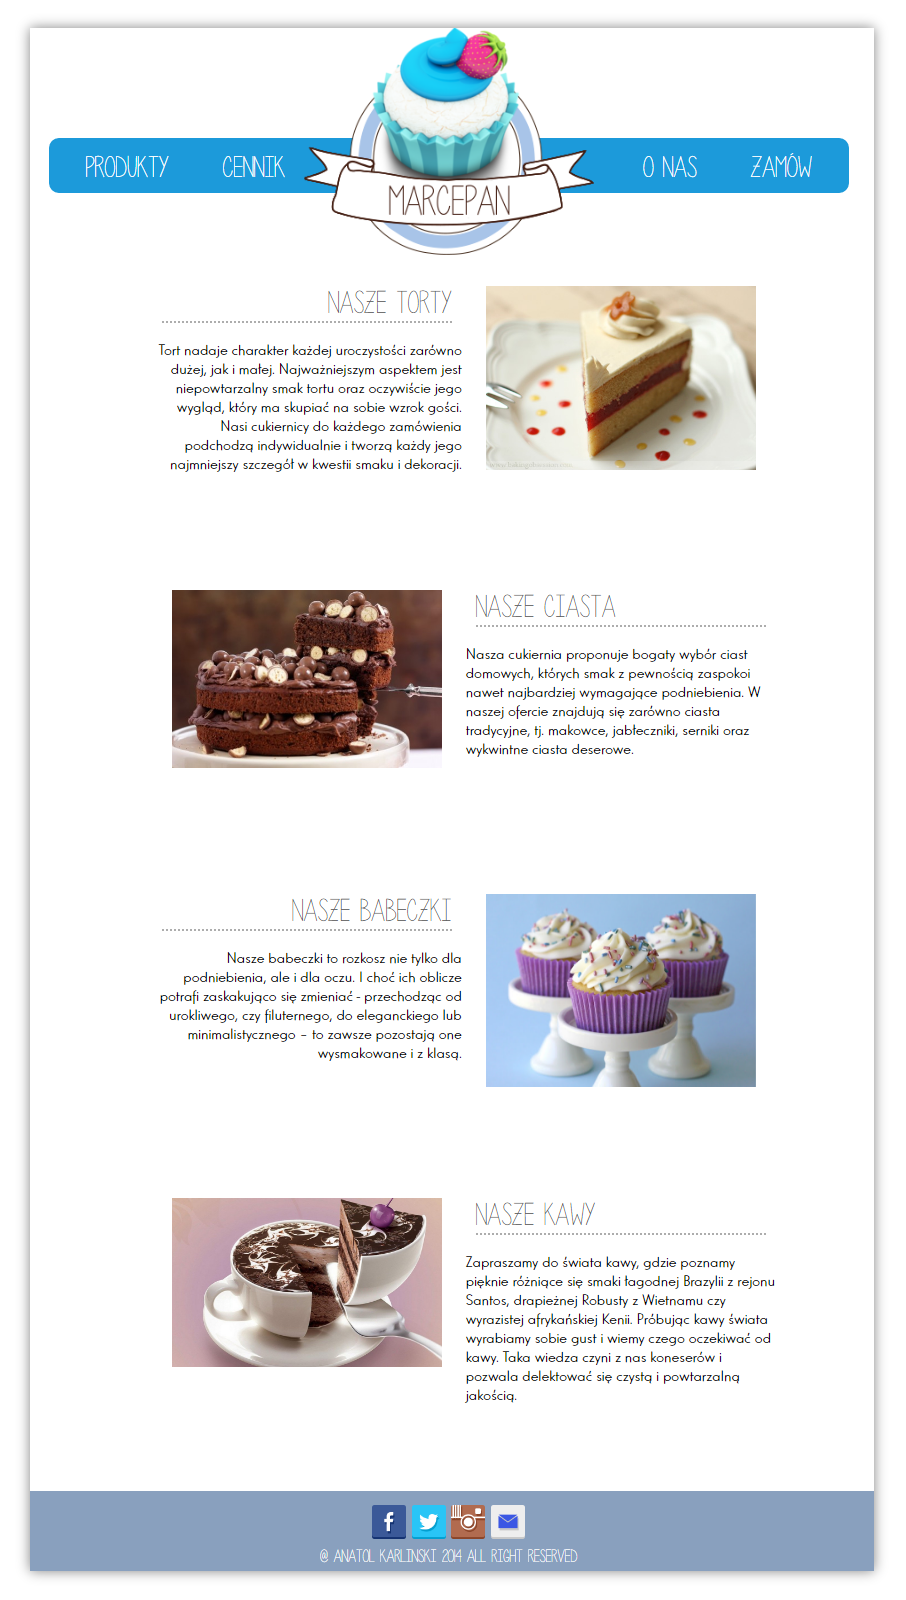 PRODUKTY CENNIK O NAS ZAMÓW
MARCEPAN
NASZE TORTY
Tort nadaje charakter każdej uroczystości zarówno
dużej, jak i małej. Najważniejszym aspektem jest
niepowtarzalny smak tortu oraz oczywiście jego
wygląd, który ma skupiać na sobie wzrok gości.
Nasi cukiernicy do każdego zamówienia
podchodzą indywidualnie i tworzą każdy jego
najmniejszy szczegół w kwestii smaku i dekoracji.
NASZE CIASTA
Nasza cukiernia proponuje bogaty wybór ciast
domowych, których smak z pewnością zaspokoi
nawet najbardziej wymagające podniebienia. W
naszej ofercie znajdują się zarówno ciasta
tradycyjne, tj. makowce, jabłeczniki, serniki oraz
wykwintne ciasta deserowe.
NASZE BABECZKI
Nasze babeczki to rozkosz nie tylko dla
podniebienia, ale i dla oczu. I choć ich oblicze
potrafi zaskakująco się zmieniać - przechodząc od
urokliwego, czy filuternego, do eleganckiego lub
minimalistycznego – to zawsze pozostają one
wysmakowane i z klasą.
NASZE KAWY
Zapraszamy do świata kawy, gdzie poznamy
pięknie różniące się smaki łagodnej Brazylii z rejonu
Santos, drapieżnej Robusty z Wietnamu czy
wyrazistej afrykańskiej Kenii. Próbując kawy świata
wyrabiamy sobie gust i wiemy czego oczekiwać od
kawy. Taka wiedza czyni z nas koneserów i
pozwala delektować się czystą i powtarzalną
jakością.
@ ANATOL KARLINSKI 2014 ALL RIGHT RESERVED